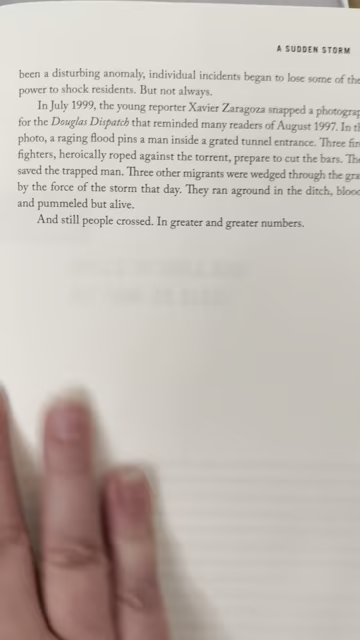 A SUDDEN STORM
been a disturbing anomaly, individual incidents began to lose some of the
power to shock residents. But not always.
In July 1999, the young reporter Xavier Zaragoza snapped a photograp
for the Douglas Dispatch that reminded many readers of August 1997. In th
photo, a raging flood pins a man inside a grated tunnel entrance. Three fire
fighters, heroically roped against the torrent, prepare to cut the bars. The
saved the trapped man. Three other migrants were wedged through the gra
by the force of the storm that day. They ran aground in the ditch, blood
and pummeled but alive.
And still people crossed. In greater and greater numbers.